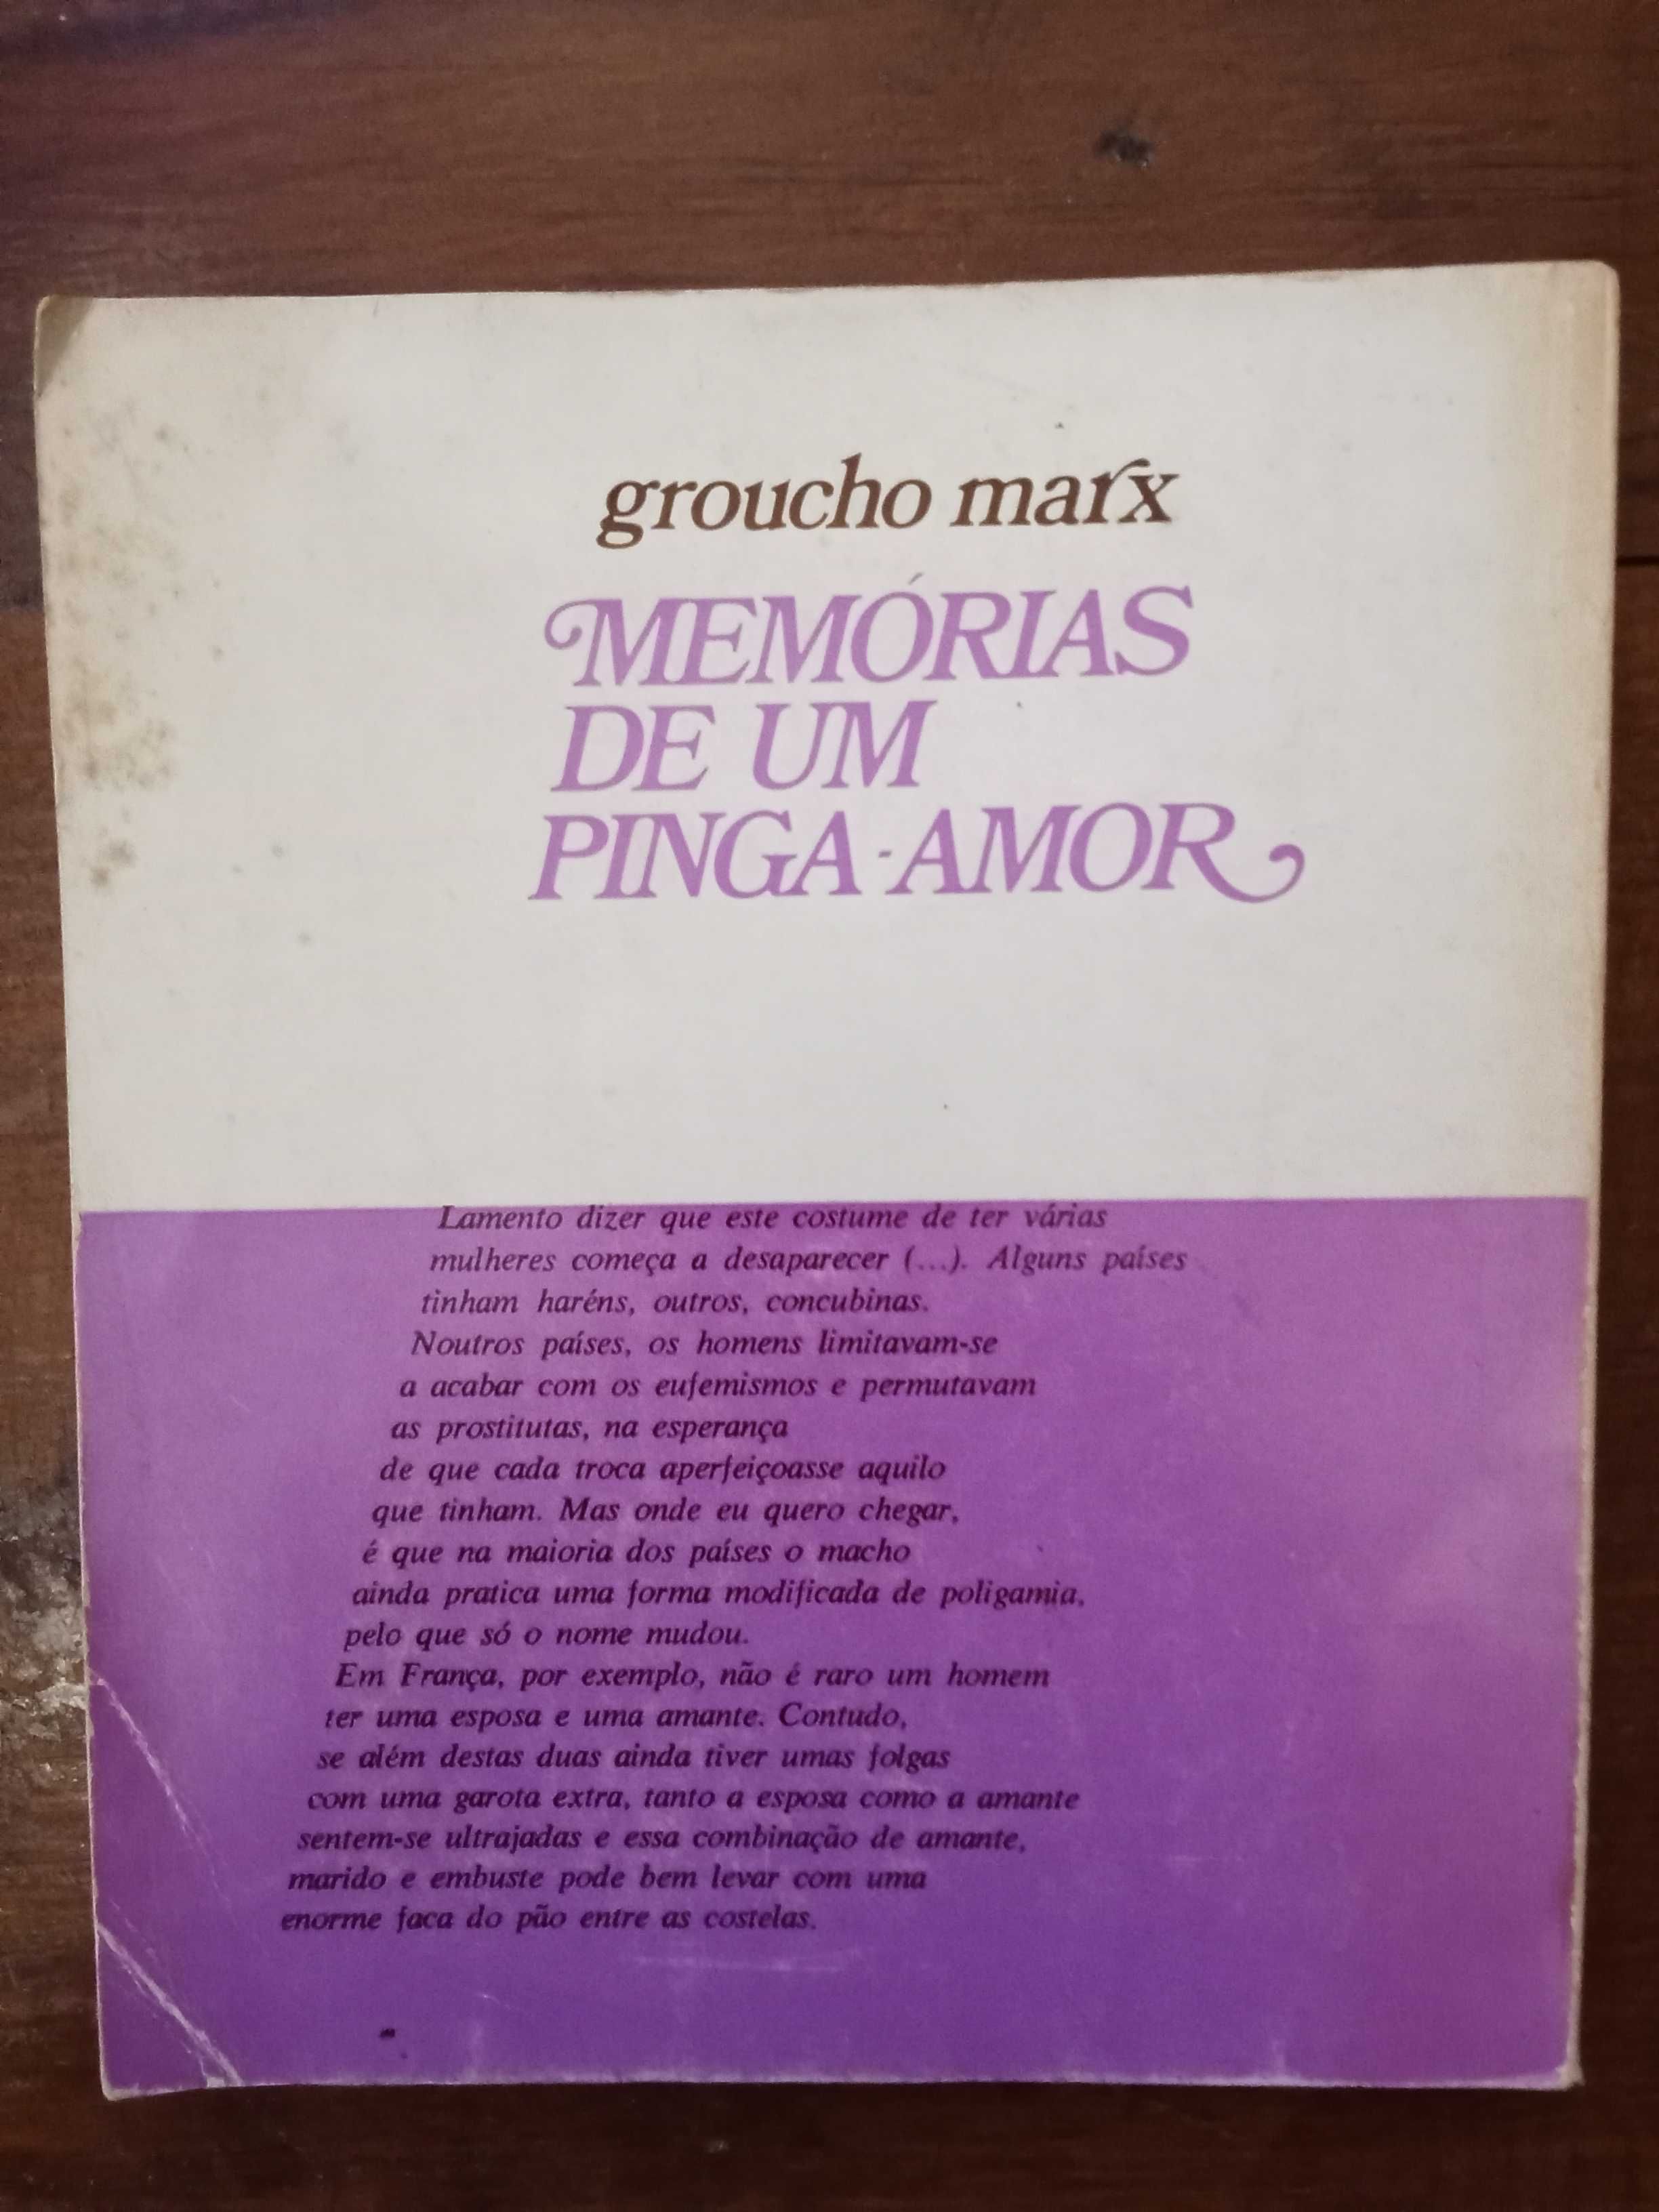 groucho marx
MEMÓRIAS
DE UM
PINGA-AMOR
Lamento dizer que este costume de ter várias
mulheres começa a desaparecer (...). Alguns países
tinham haréns, outros, concubinas.
Noutros países, os homens limitavam-se
a acabar com os eufemismos e permutavam
as prostitutas, na esperança
de que cada troca aperfeiçoasse aquilo
que tinham. Mas onde eu quero chegar,
é que na maioria dos países o macho
ainda pratica uma forma modificada de poligamia,
pelo que só o nome mudou.
Em França, por exemplo, não é raro um homem
ter uma esposa e uma amante. Contudo,
se além destas duas ainda tiver umas folgas
com uma garota extra, tanto a esposa como a amante
sentem-se ultrajadas e essa combinação de amante,
marido e embuste pode bem levar com uma
enorme faca do pão entre as costelas.